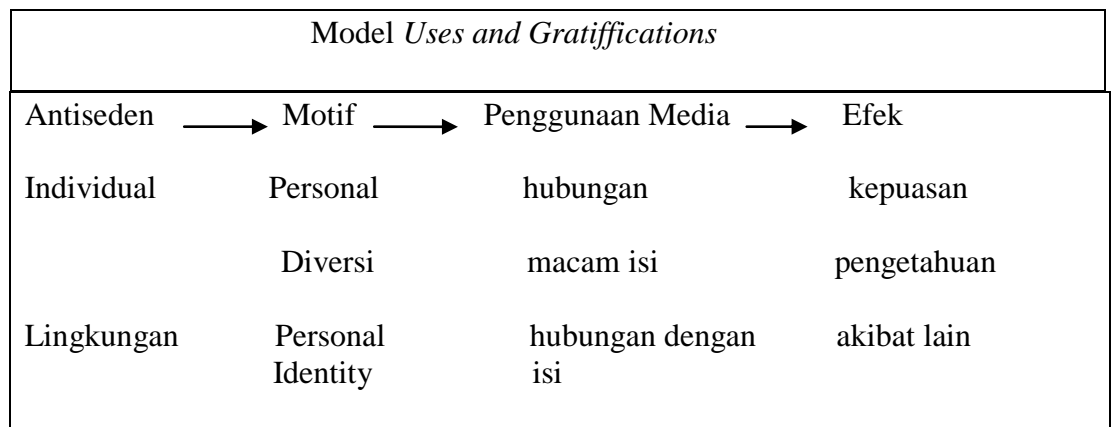 Model Uses and Gratiffications
Antiseden Motif Penggunaan Media Efek
Individual Personal hubungan kepuasan
Diversi macam isi pengetahuan
Lingkungan Personal hubungan dengan akibat lain
Identity isi